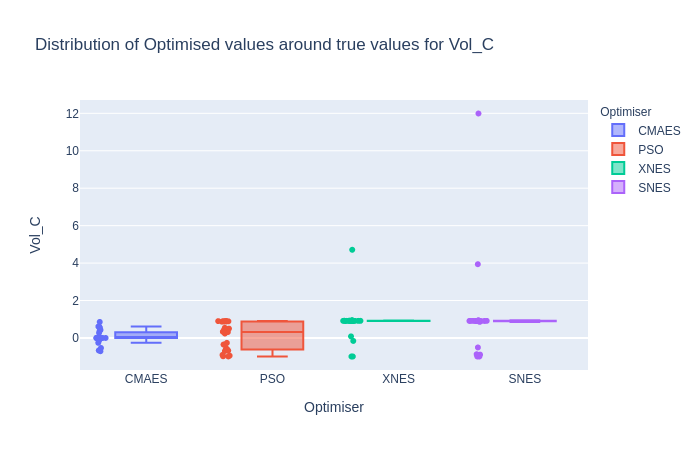 Distribution of Optimised values around true values for Vol_C
Optimiser
CMAES
PSO
XNES
SNES
12
10
8
6
4
2
0
Vol_C
CMAES
PSO
XNES
SNES
Optimiser